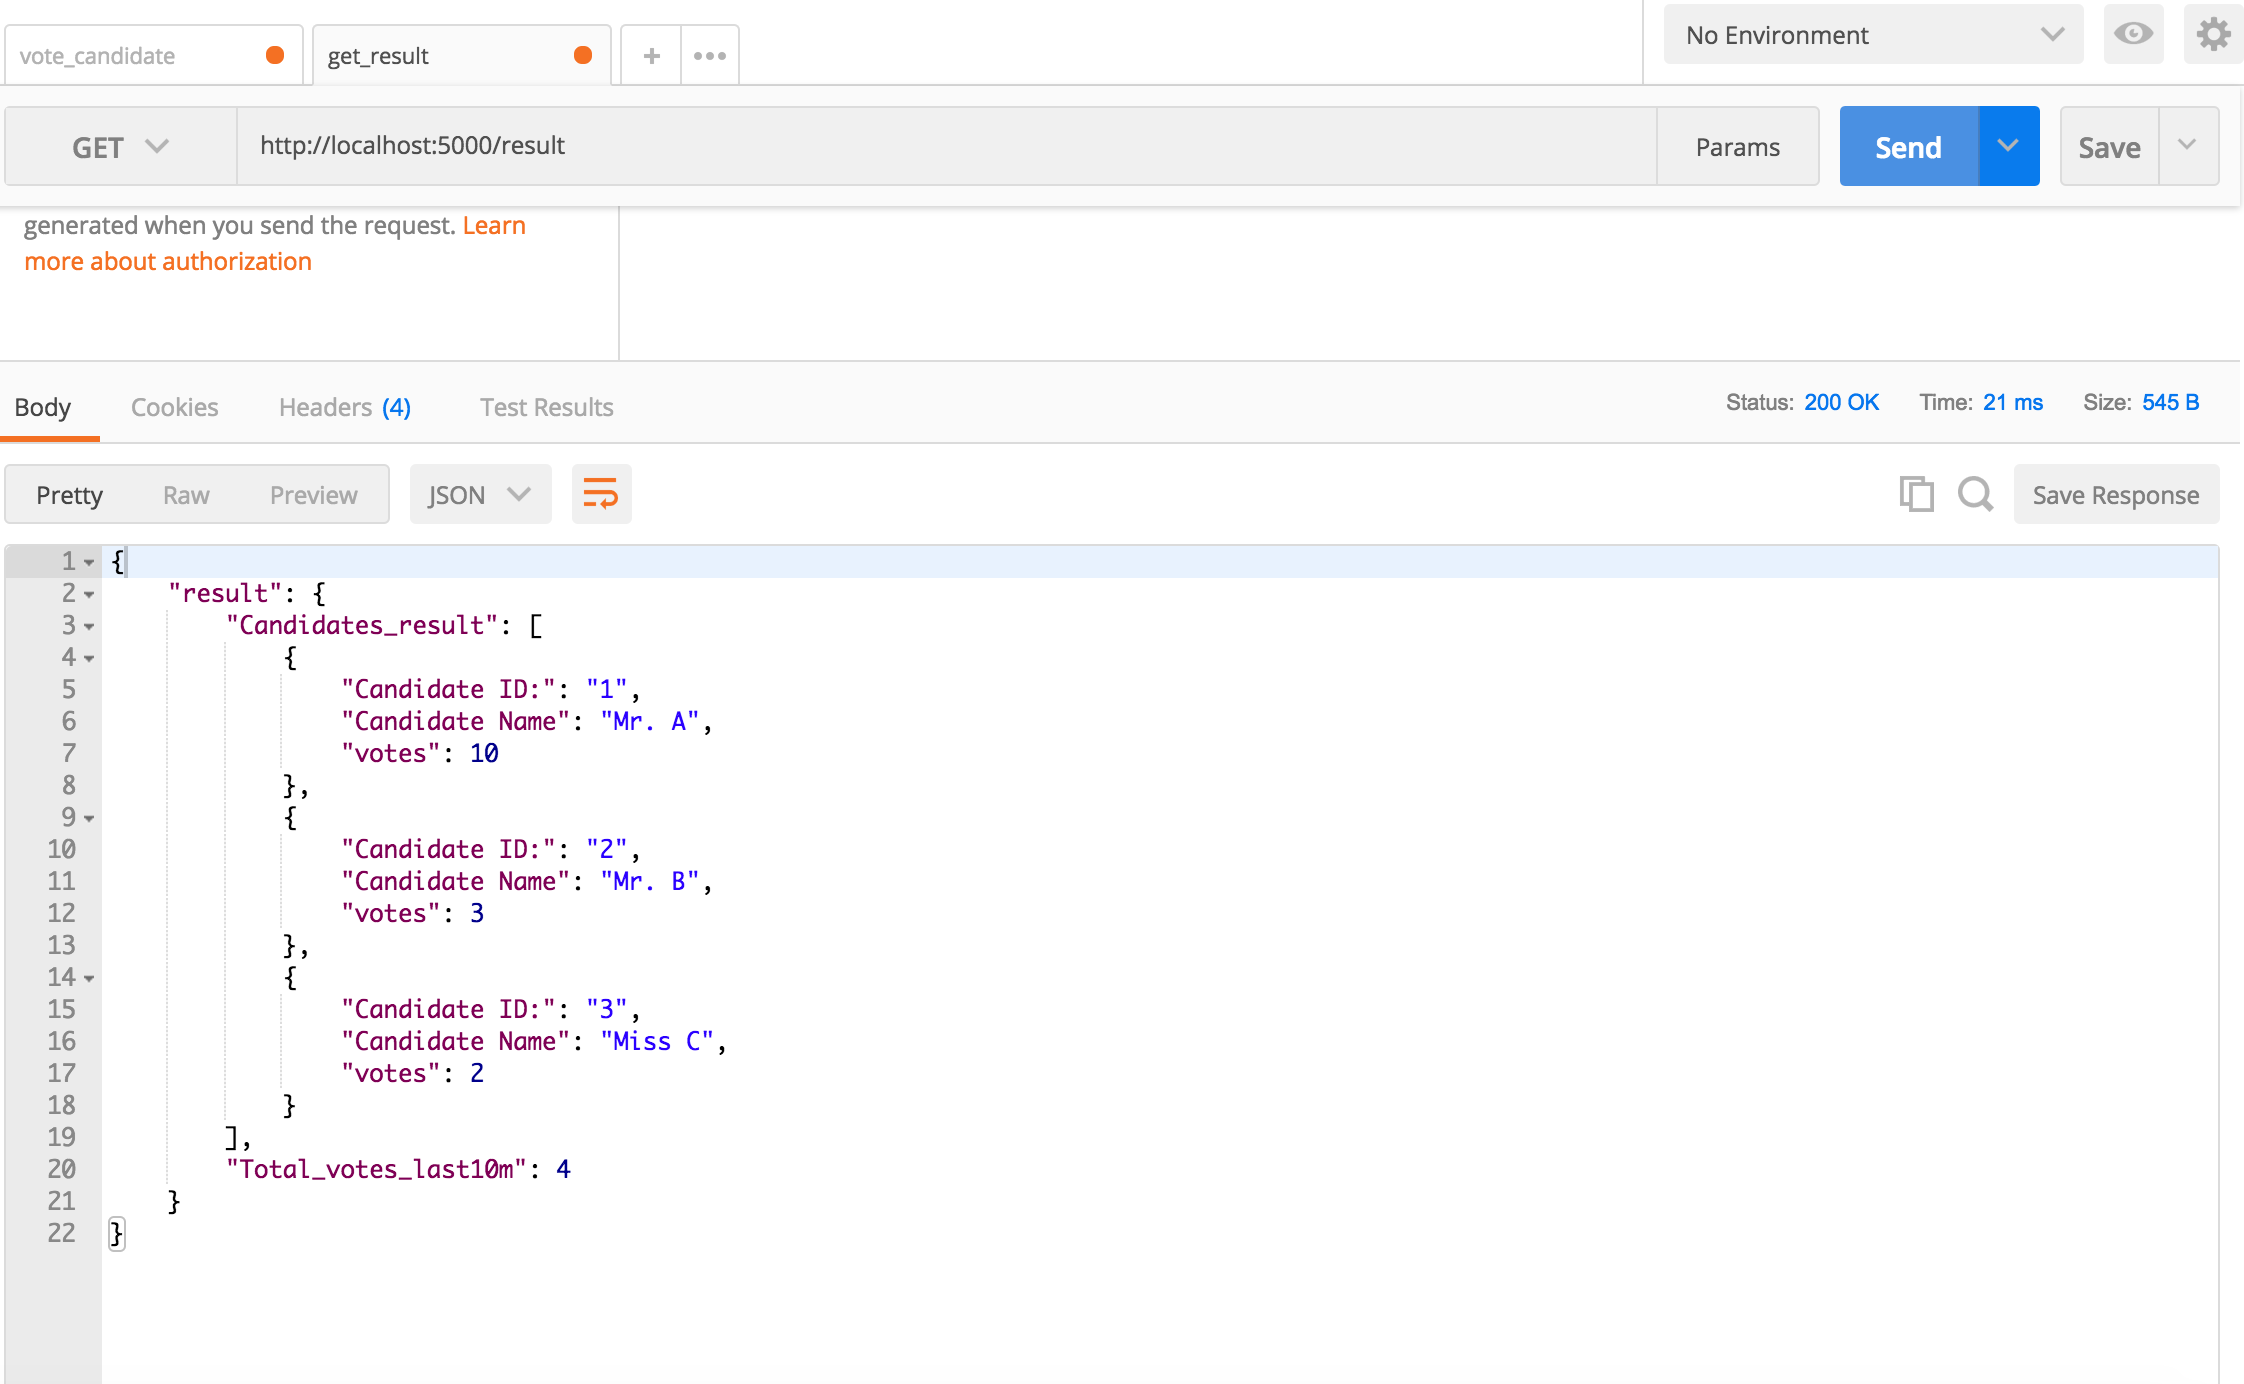 vote_candidate
get_result
+
•••
No Environment
GET
http://localhost:5000/result
Params
Send
Save
generated when you send the request. Learn
more about authorization
Body Cookies Headers (4) Test Results
Status: 200 OK Time: 21 ms Size: 545 B
Pretty Raw Preview JSON
Save Response
1 {
2 "result": {
3 "Candidates_result": [
4 {
5 "Candidate ID:": "1",
6 "Candidate Name": "Mr. A",
7 "votes": 10
8 },
9 {
10 "Candidate ID:": "2",
11 "Candidate Name": "Mr. B",
12 "votes": 3
13 },
14 {
15 "Candidate ID:": "3",
16 "Candidate Name": "Miss C",
17 "votes": 2
18 }
19 ],
20 "Total_votes_last10m": 4
21 }
22 }